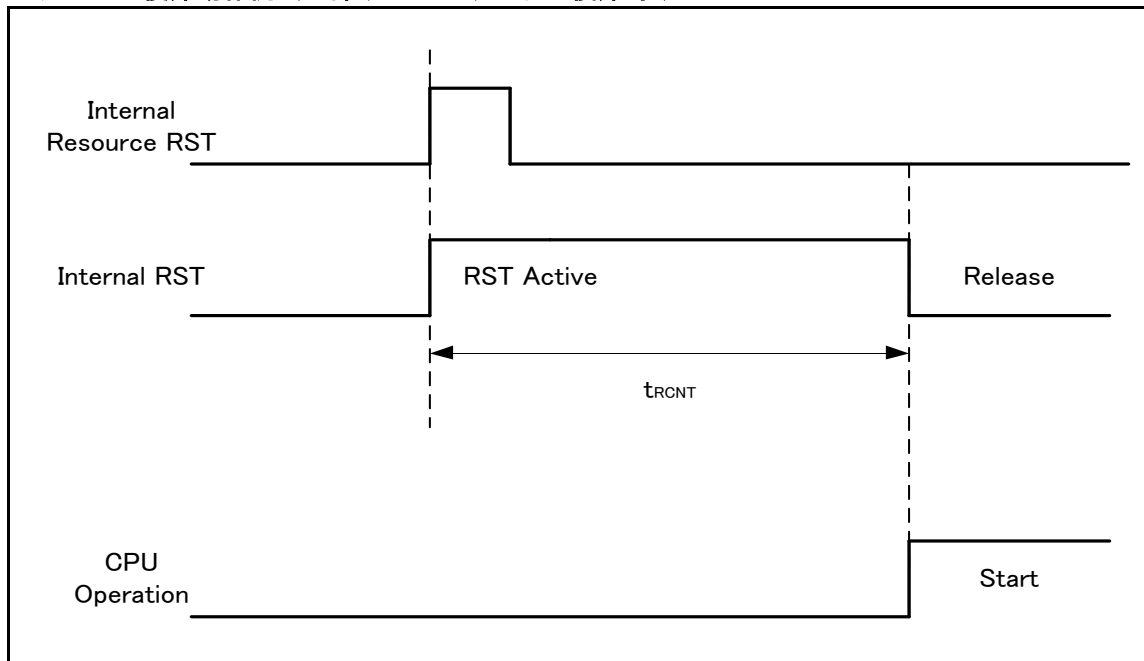 Internal
Resource RST
Internal RST
RST Active
Release
tRCNT
CPU
Operation
Start